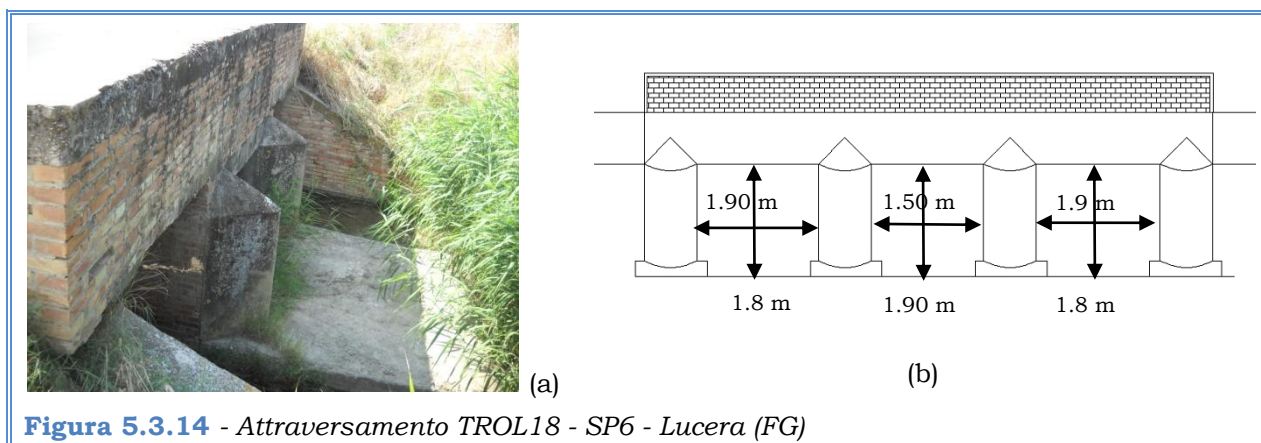 1.90 m
1.50 m
1.9 m
1.8 m
1.90 m
1.8 m
(a)
(b)
Figura 5.3.14 - Attraversamento TROL18 - SP6 - Lucera (FG)